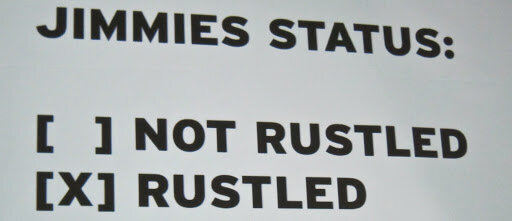 JIMMIES STATUS:
[ ] NOT RUSTLED
[X] RUSTLED